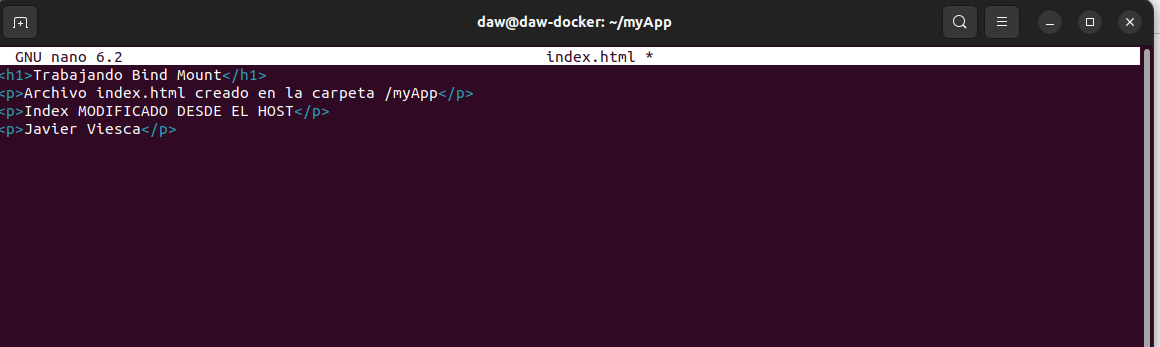 daw@daw-docker: ~/myApp
GNU nano 6.2 index.html *
<h1>Trabajando Bind Mount</h1>
<p>Archivo index.html creado en la carpeta /myApp</p>
<p>Index MODIFICADO DESDE EL HOST</p>
<p>Javier Viesca</p>